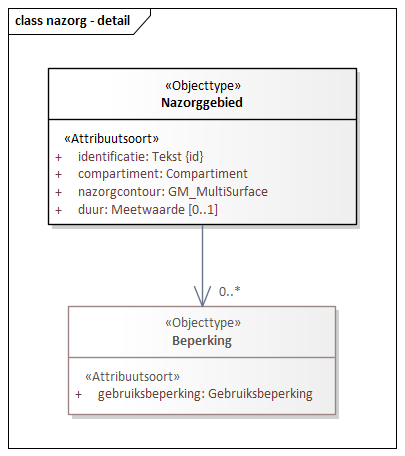 class nazorg - detail
«Objecttype»
Nazorggebied
«Attribuutsoort»
+ identificatie: Tekst {id}
+ compartiment: Compartiment
+ nazorgcontour: GM_MultiSurface
+ duur: Meetwaarde [0..1]
0..*
«Objecttype»
Beperking
«Attribuutsoort»
+ gebruiksbeperking: Gebruiksbeperking